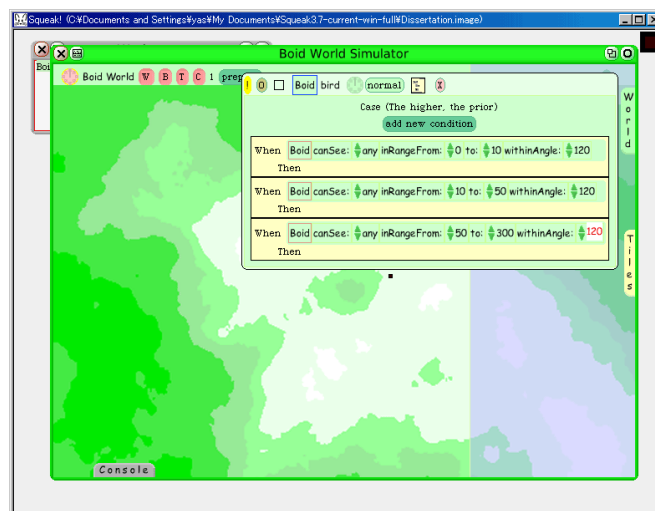 Squeak! (C:¥Documents and Settings¥yas¥My Documents¥Squeak3.7-current-win-full¥Dissertation.image)
Boid World Simulator
Boi
Boid World W B T C 1 prep
! O Boid bird normal X
Case (The higher, the prior)
add new condition
When Boid canSee: any inRangeFrom: 0 to: 10 withinAngle: 120
Then
When Boid canSee: any inRangeFrom: 10 to: 50 withinAngle: 120
Then
When Boid canSee: any inRangeFrom: 50 to: 300 withinAngle: 120
Then
World
Tiles
Console